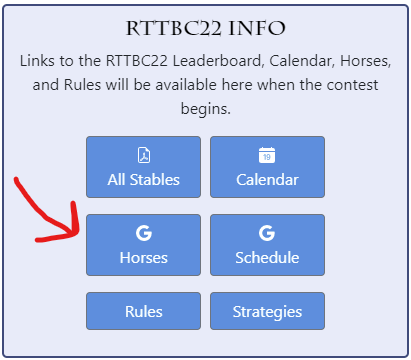 RTTBC22 INFO
Links to the RTTBC22 Leaderboard, Calendar, Horses,
and Rules will be available here when the contest
begins.
All Stables
19
Calendar
G
Horses
G
Schedule
Rules
Strategies